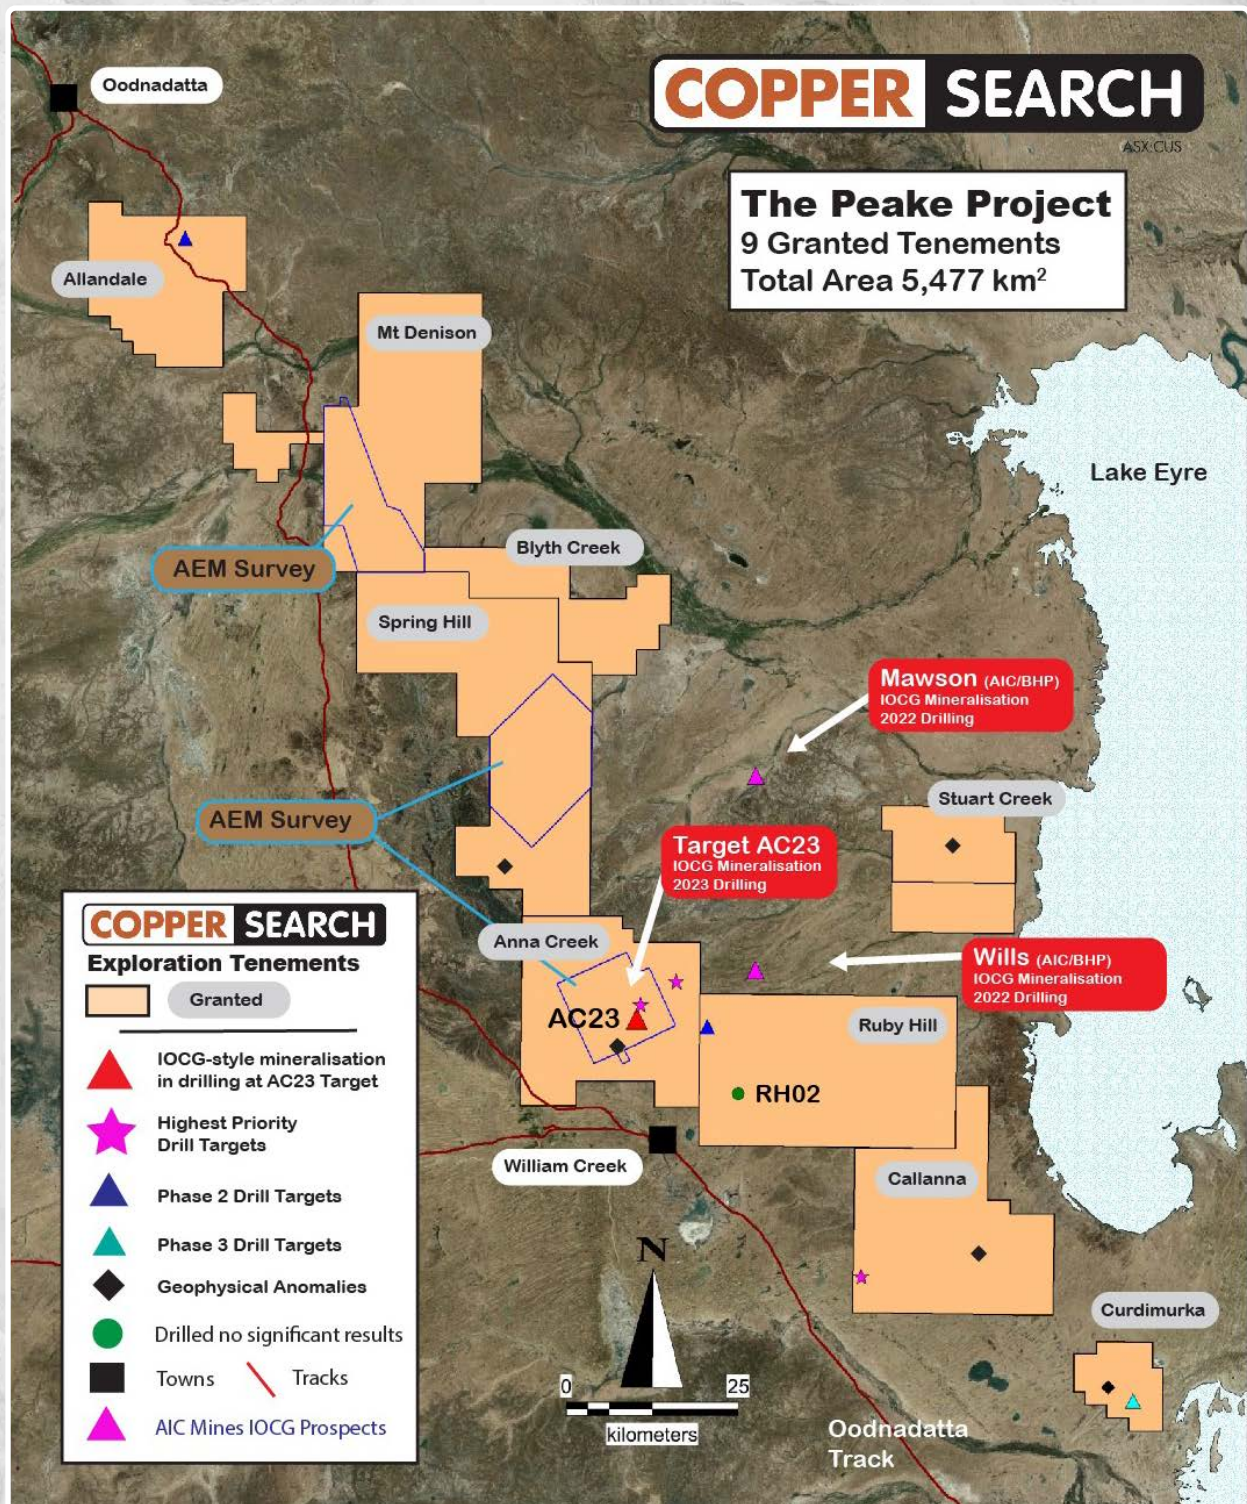 Oodnadatta
COPPER SEARCH
ASX:CUS
The Peake Project
9 Granted Tenements
Total Area 5,477 km²
Allandale
Mt Denison
Lake Eyre
Blyth Creek
AEM Survey
Spring Hill
Mawson (AIC/BHP)
IOCG Mineralisation
2022 Drilling
Stuart Creek
AEM Survey
Target AC23
IOCG Mineralisation
2023 Drilling
Anna Creek
Wills (AIC/BHP)
IOCG Mineralisation
2022 Drilling
AC23
Ruby Hill
RH02
William Creek
Callanna
Curdimurka
N
0 25
kilometers
Oodnadatta
Track
COPPER SEARCH
Exploration Tenements
Granted
IOCG-style mineralisation
in drilling at AC23 Target
Highest Priority
Drill Targets
Phase 2 Drill Targets
Phase 3 Drill Targets
Geophysical Anomalies
Drilled no significant results
Towns Tracks
AIC Mines IOCG Prospects